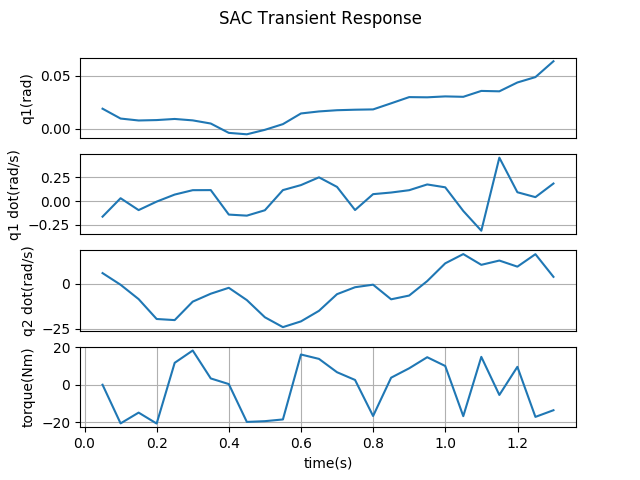 SAC Transient Response
q1(rad)
0.05
0.00
q1 dot(rad/s)
0.25
0.00
−0.25
q2 dot(rad/s)
0
−25
torque(Nm)
20
0
−20
0.0 0.2 0.4 0.6 0.8 1.0 1.2
time(s)